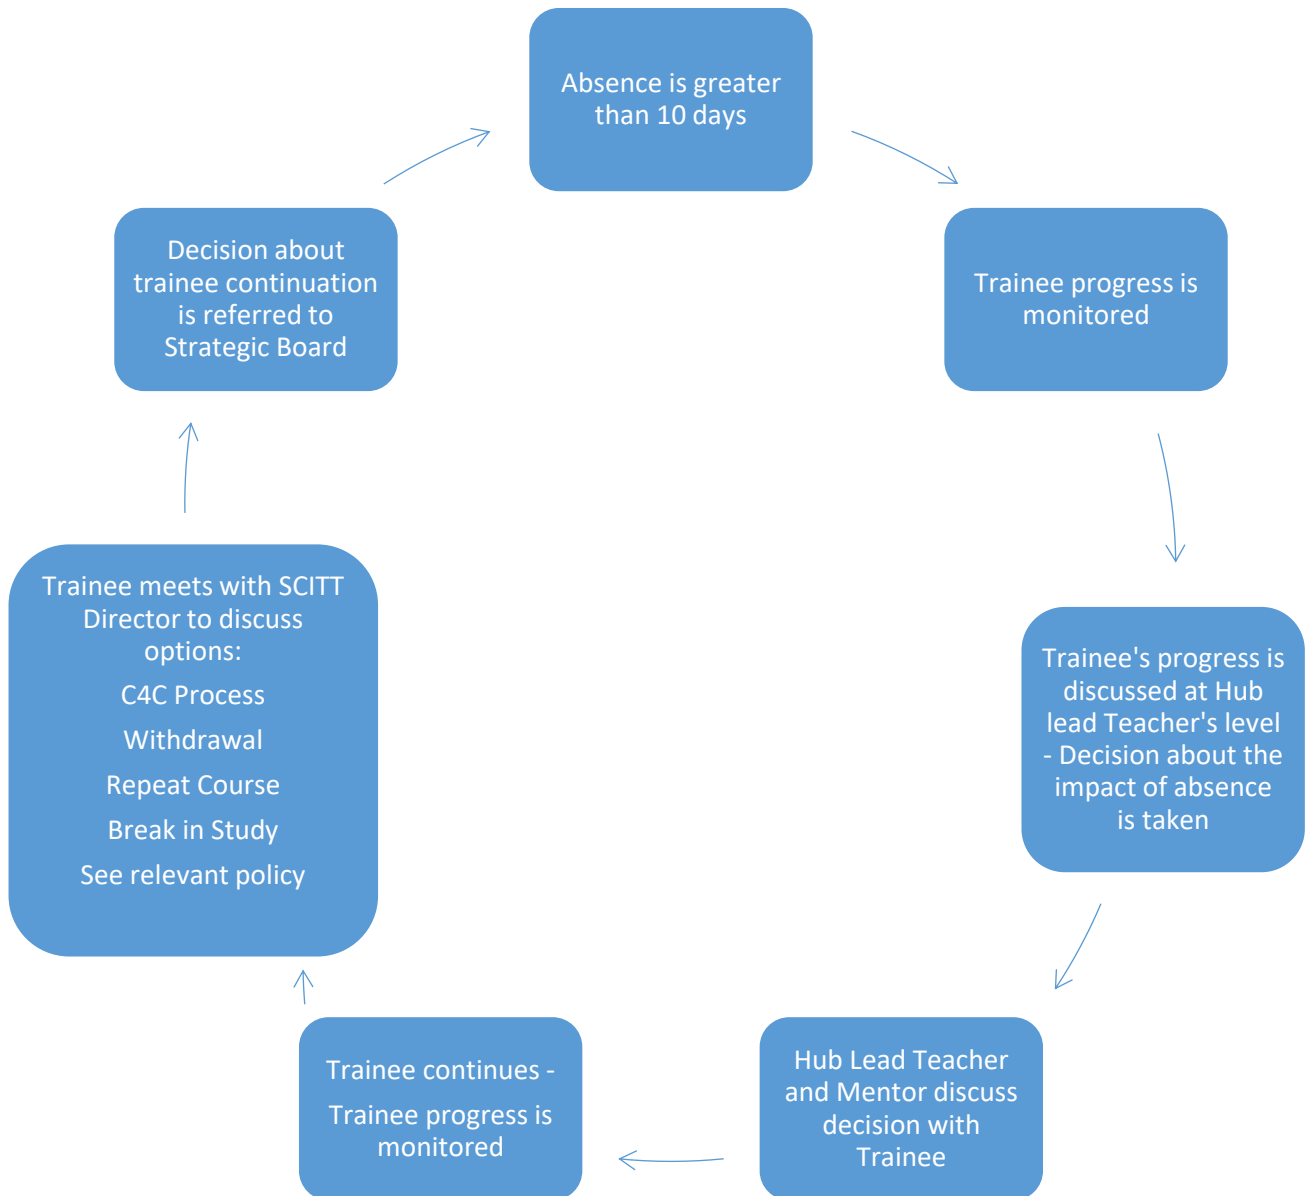 Absence is greater
than 10 days
Trainee progress is
monitored
Trainee's progress is
discussed at Hub
lead Teacher's level
- Decision about the
impact of absence
is taken
Hub Lead Teacher
and Mentor discuss
decision with
Trainee
Trainee continues -
Trainee progress is
monitored
Trainee meets with SCITT
Director to discuss
options:
C4C Process
Withdrawal
Repeat Course
Break in Study
See relevant policy
Decision about
trainee continuation
is referred to
Strategic Board